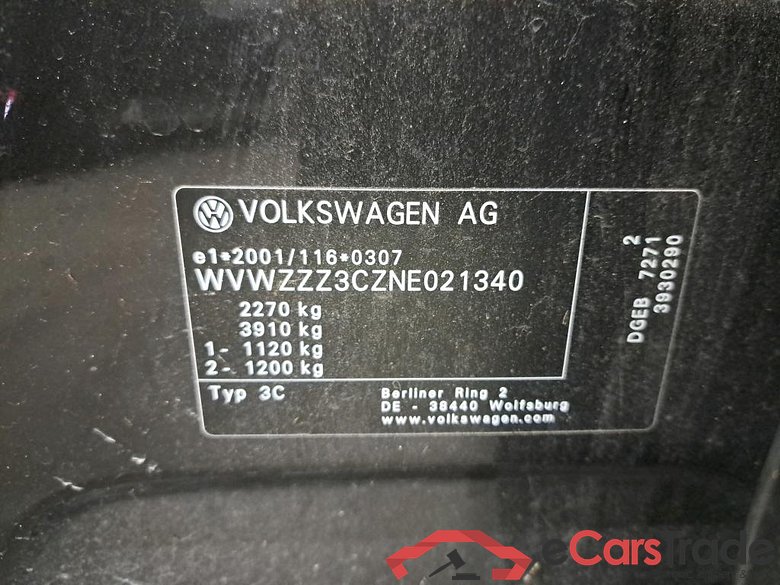 VOLKSWAGEN AG
e1*2001/116*0307
WVWZZZ3CZNE021340
2270 kg
3910 kg
1- 1120 kg
2- 1200 kg
Typ 3C
Berliner Ring 2
DE - 38440 Wolfsburg
www.volkswagen.com
2
DGEB 7271
3930290
eCarsTrade